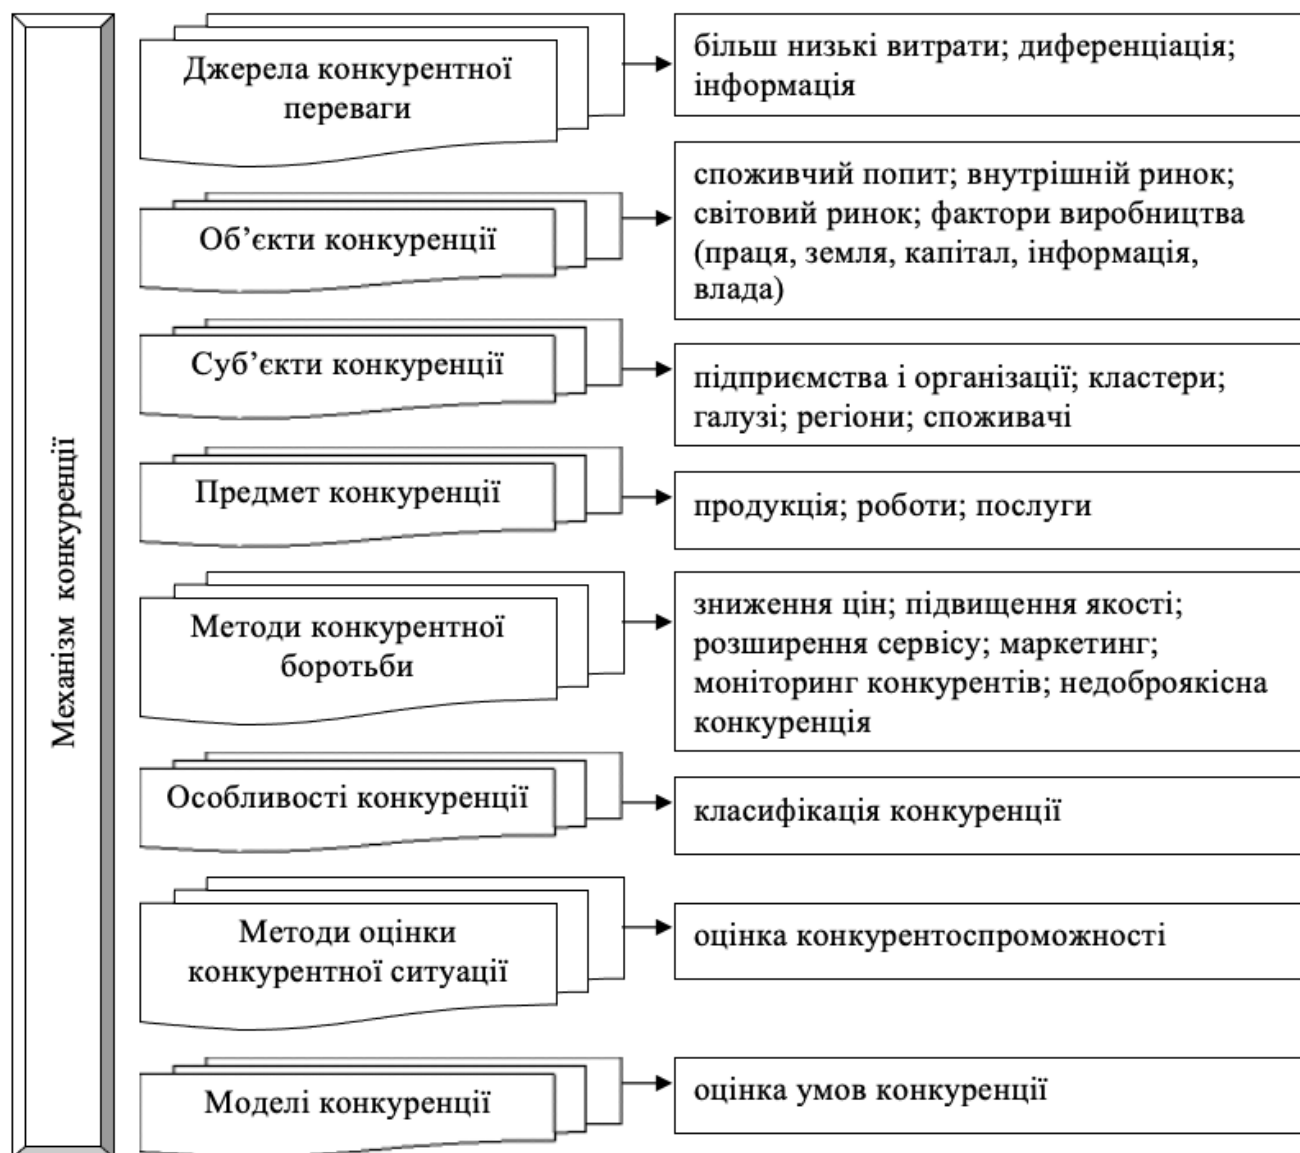 Механізм конкуренції
Джерела конкурентної
переваги
більш низькі витрати; диференціація;
інформація
Об’єкти конкуренції
споживчий попит; внутрішній ринок;
світовий ринок; фактори виробництва
(праця, земля, капітал, інформація,
влада)
Суб’єкти конкуренції
підприємства і організації; кластери;
галузі; регіони; споживачі
Предмет конкуренції
продукція; роботи; послуги
Методи конкурентної
боротьби
зниження цін; підвищення якості;
розширення сервісу; маркетинг;
моніторинг конкурентів; недоброякісна
конкуренція
Особливості конкуренції
класифікація конкуренції
Методи оцінки
конкурентної ситуації
оцінка конкурентоспроможності
Моделі конкуренції
оцінка умов конкуренції